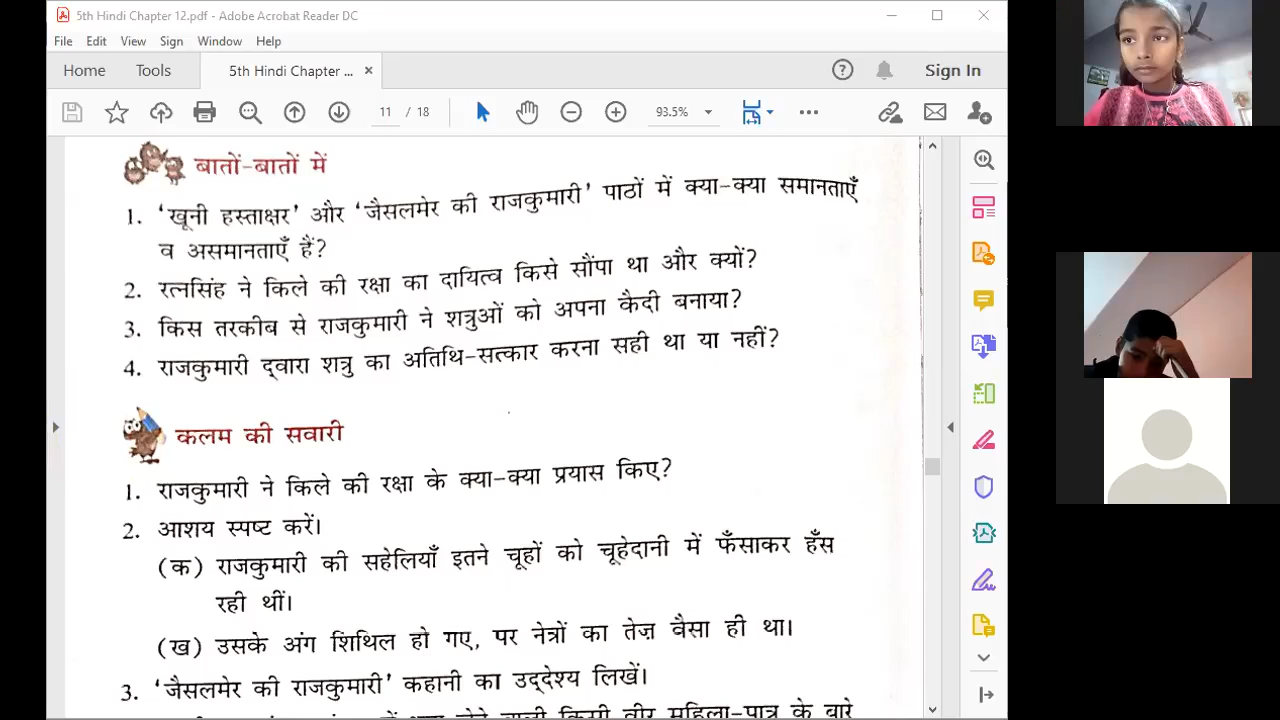 5th Hindi Chapter 12.pdf - Adobe Acrobat Reader DC
File Edit View Sign Window Help
Home Tools 5th Hindi Chapter ... × Sign In
11 / 18 93.5%
बातों-बातों में
1. 'खूनी हस्ताक्षर' और 'जैसलमेर की राजकुमारी' पाठों में क्या-क्या समानताएँ
व असमानताएँ हैं?
2. रत्नसिंह ने किले की रक्षा का दायित्व किसे सौंपा था और क्यों?
3. किस तरकीब से राजकुमारी ने शत्रुओं को अपना कैदी बनाया?
4. राजकुमारी द्वारा शत्रु का अतिथि-सत्कार करना सही था या नहीं?
कलम की सवारी
1. राजकुमारी ने किले की रक्षा के क्या-क्या प्रयास किए?
2. आशय स्पष्ट करें।
(क) राजकुमारी की सहेलियाँ इतने चूहों को चूहेदानी में फँसाकर हँस
रही थीं।
(ख) उसके अंग शिथिल हो गए, पर नेत्रों का तेज़ वैसा ही था।
3. 'जैसलमेर की राजकुमारी' कहानी का उद्देश्य लिखें।
वाली किसी वीर महिला-पात्र के बारे